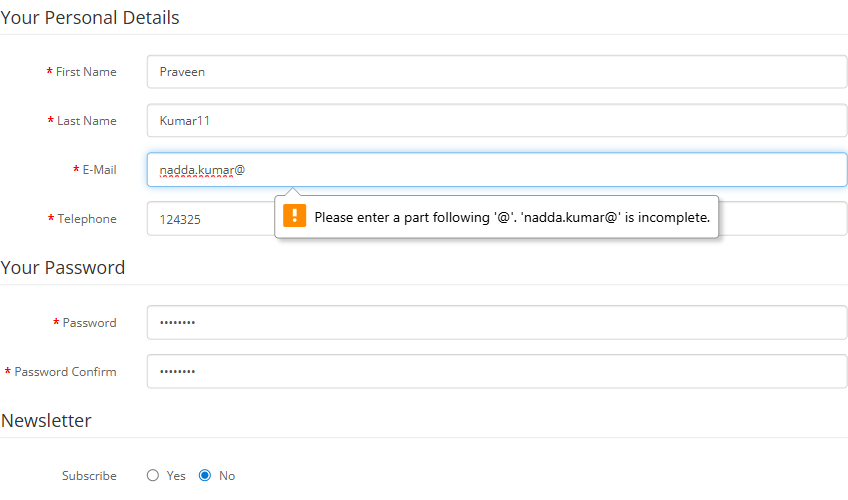 Your Personal Details
* First Name Praveen
* Last Name Kumar11
* E-Mail nadda.kumar@
Please enter a part following '@'. 'nadda.kumar@' is incomplete.
* Telephone 124325
Your Password
* Password ••••••••
* Password Confirm ••••••••
Newsletter
Subscribe Yes No